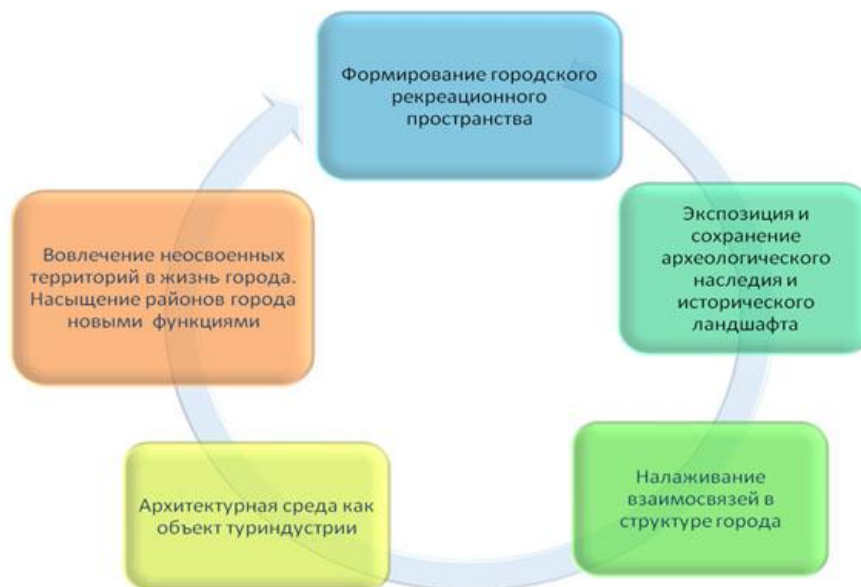 Формирование городского
рекреационного
пространства
Экспозиция и
сохранение
археологического
наследия и
исторического
ландшафта
Налаживание
взаимосвязей в
структуре города
Архитектурная среда как
объект туриндустрии
Вовлечение неосвоенных
территорий в жизнь города.
Насыщение районов города
новыми функциями